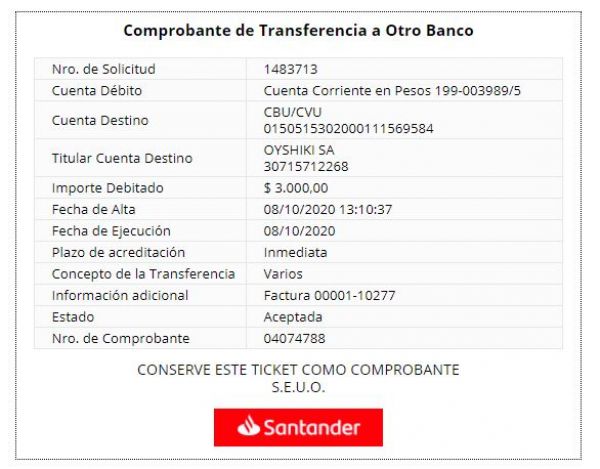 Comprobante de Transferencia a Otro Banco
Nro. de Solicitud 1483713
Cuenta Débito Cuenta Corriente en Pesos 199-003989/5
Cuenta Destino CBU/CVU
0150515302000111569584
Titular Cuenta Destino OYSHIKI SA
30715712268
Importe Debitado $ 3.000,00
Fecha de Alta 08/10/2020 13:10:37
Fecha de Ejecución 08/10/2020
Plazo de acreditación Inmediata
Concepto de la Transferencia Varios
Información adicional Factura 00001-10277
Estado Aceptada
Nro. de Comprobante 04074788
CONSERVE ESTE TICKET COMO COMPROBANTE
S.E.U.O.
Santander